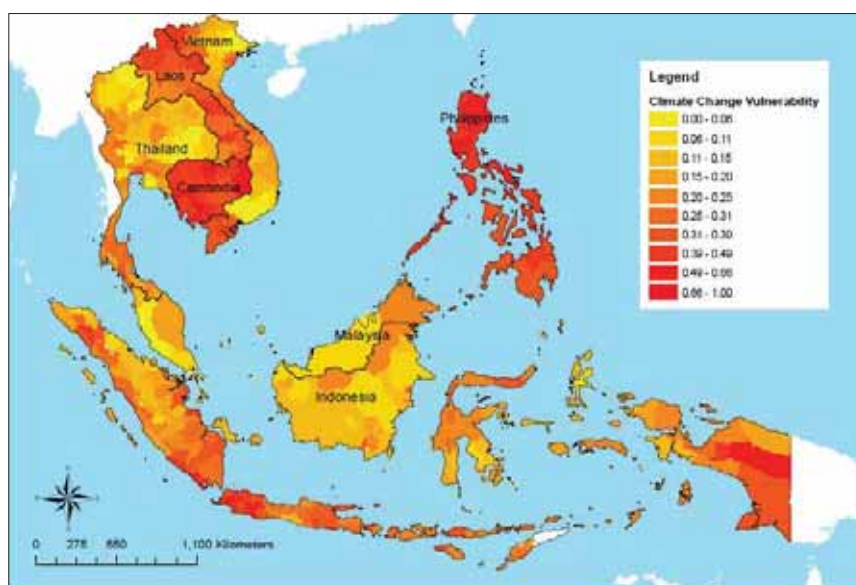 Vietnam
Laos
Thailand
Cambodia
Philippines
Malaysia
Indonesia
Legend
Climate Change Vulnerability
0.00 - 0.06
0.06 - 0.11
0.11 - 0.15
0.15 - 0.20
0.20 - 0.25
0.25 - 0.31
0.31 - 0.39
0.39 - 0.49
0.49 - 0.66
0.66 - 1.00
0 275 550 1,100 Kilometers